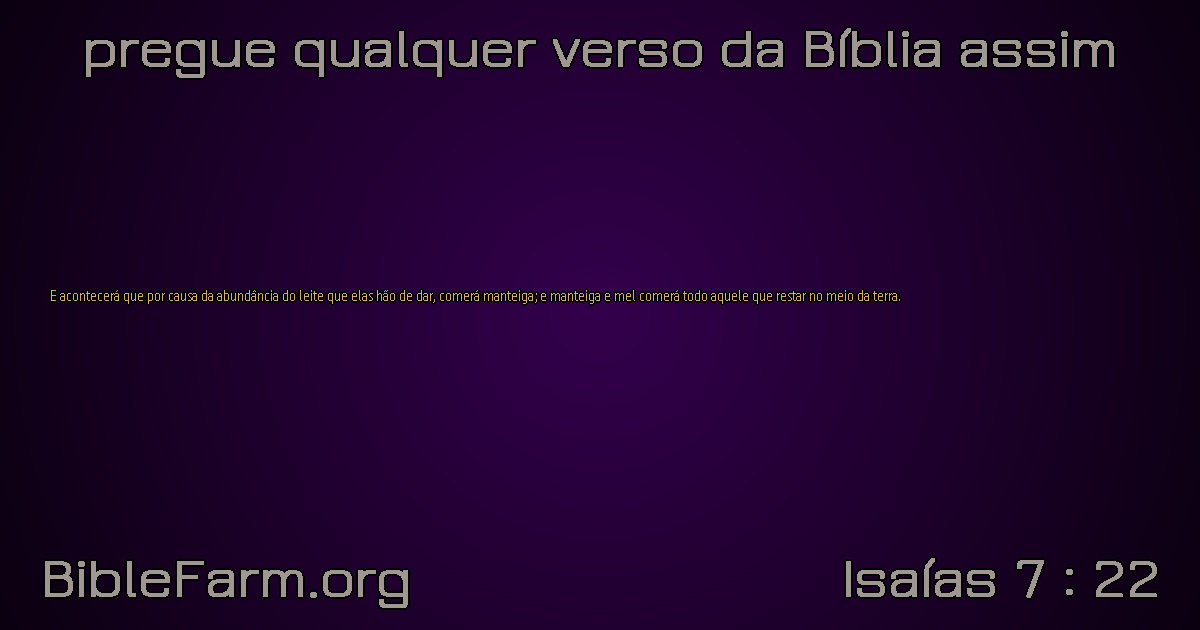 pregue qualquer verso da Bíblia assim
E acontecerá que por causa da abundância do leite que elas hão de dar, comerá manteiga; e manteiga e mel comerá todo aquele que restar no meio da terra.
BibleFarm.org
Isaías 7 : 22